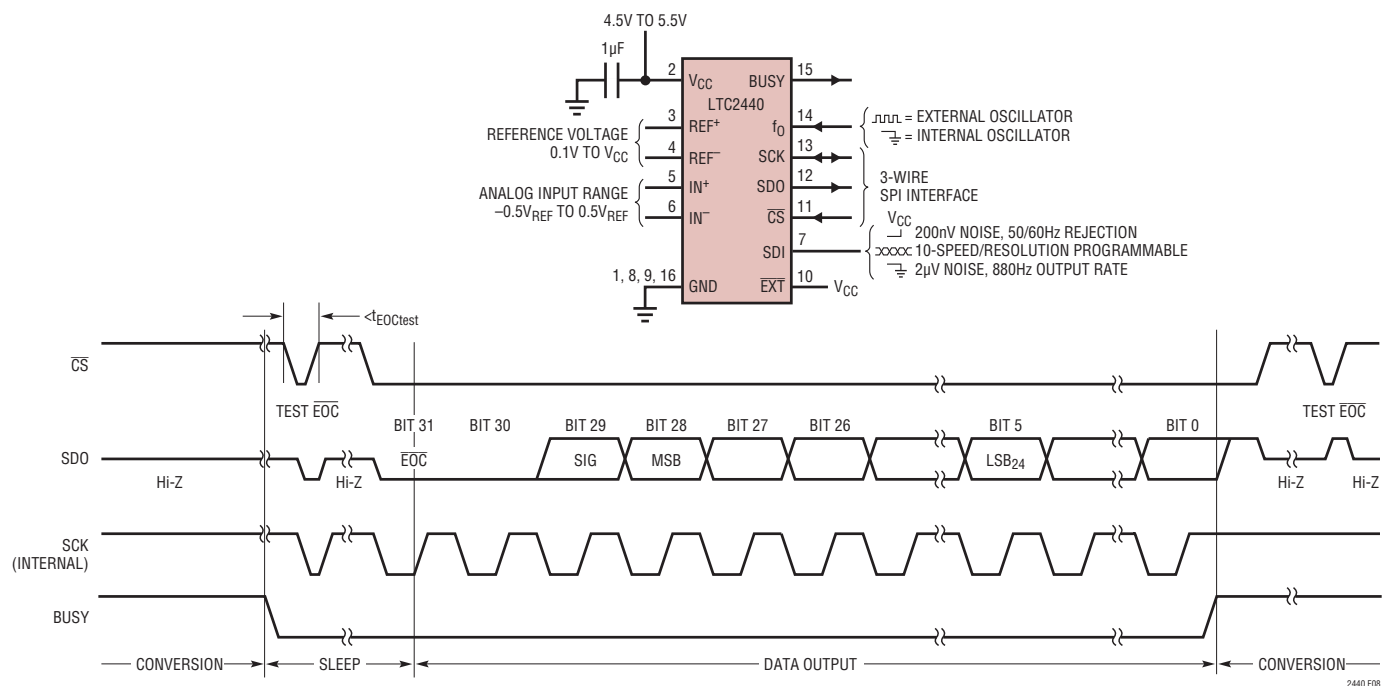 4.5V TO 5.5V
1µF
2 VCC BUSY 15
LTC2440
3 REF+ fO 14
= EXTERNAL OSCILLATOR
= INTERNAL OSCILLATOR
REFERENCE VOLTAGE
0.1V TO VCC
4 REF– SCK 13
5 IN+ SDO 12
3-WIRE
SPI INTERFACE
ANALOG INPUT RANGE
–0.5VREF TO 0.5VREF
6 IN– CS 11
VCC
200nV NOISE, 50/60Hz REJECTION
SDI 7
10-SPEED/RESOLUTION PROGRAMMABLE
2µV NOISE, 880Hz OUTPUT RATE
1, 8, 9, 16 GND EXT 10 VCC
<tEOCtest
CS
TEST EOC TEST EOC
BIT 31 BIT 30 BIT 29 BIT 28 BIT 27 BIT 26 BIT 5 BIT 0
SDO EOC SIG MSB LSB24
Hi-Z Hi-Z Hi-Z Hi-Z
SCK
(INTERNAL)
BUSY
CONVERSION SLEEP DATA OUTPUT CONVERSION
2440 F08